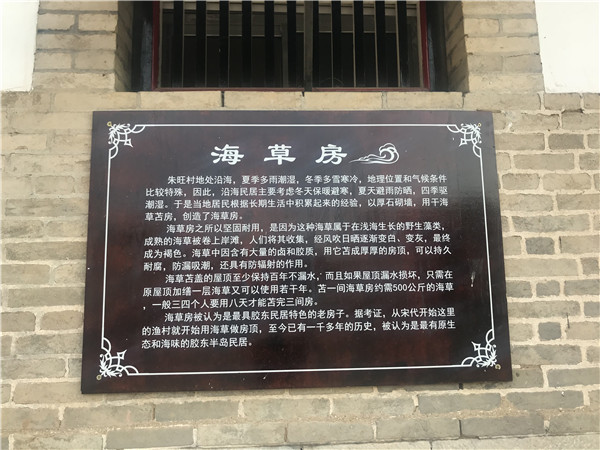 海草房
朱旺村地处沿海，夏季多雨潮湿，冬季多雪寒冷，地理位置和气候条件
比较特殊，因此，沿海民居主要考虑冬天保暖避寒，夏天避雨防晒，四季驱
潮湿。于是当地居民根据长期生活中积累起来的经验，以厚石砌墙，用干海
草苫房，创造了海草房。
海草房之所以坚固耐用，是因为这种海草属于在浅海生长的野生藻类，
成熟的海草被卷上岸滩，人们将其收集，经风吹日晒逐渐变白、变灰，最终
成为褐色。海草中因含有大量的卤和胶质，用它苫成厚厚的房顶，可以持久
耐腐，防漏吸潮，还具有防辐射的作用。
海草苫盖的屋顶至少保持百年不漏水，而且如果屋顶漏水损坏，只需在
原屋顶加缮一层海草又可以使用若干年。苫一间海草房约需500公斤的海草
，一般三四个人要用八天才能苫完三间房。
海草房被认为是最具胶东民居特色的老房子。据考证，从宋代开始这里
的渔村就开始用海草做房顶，至今已有一千多年的历史，被认为是最有原生
态和海味的胶东半岛民居。